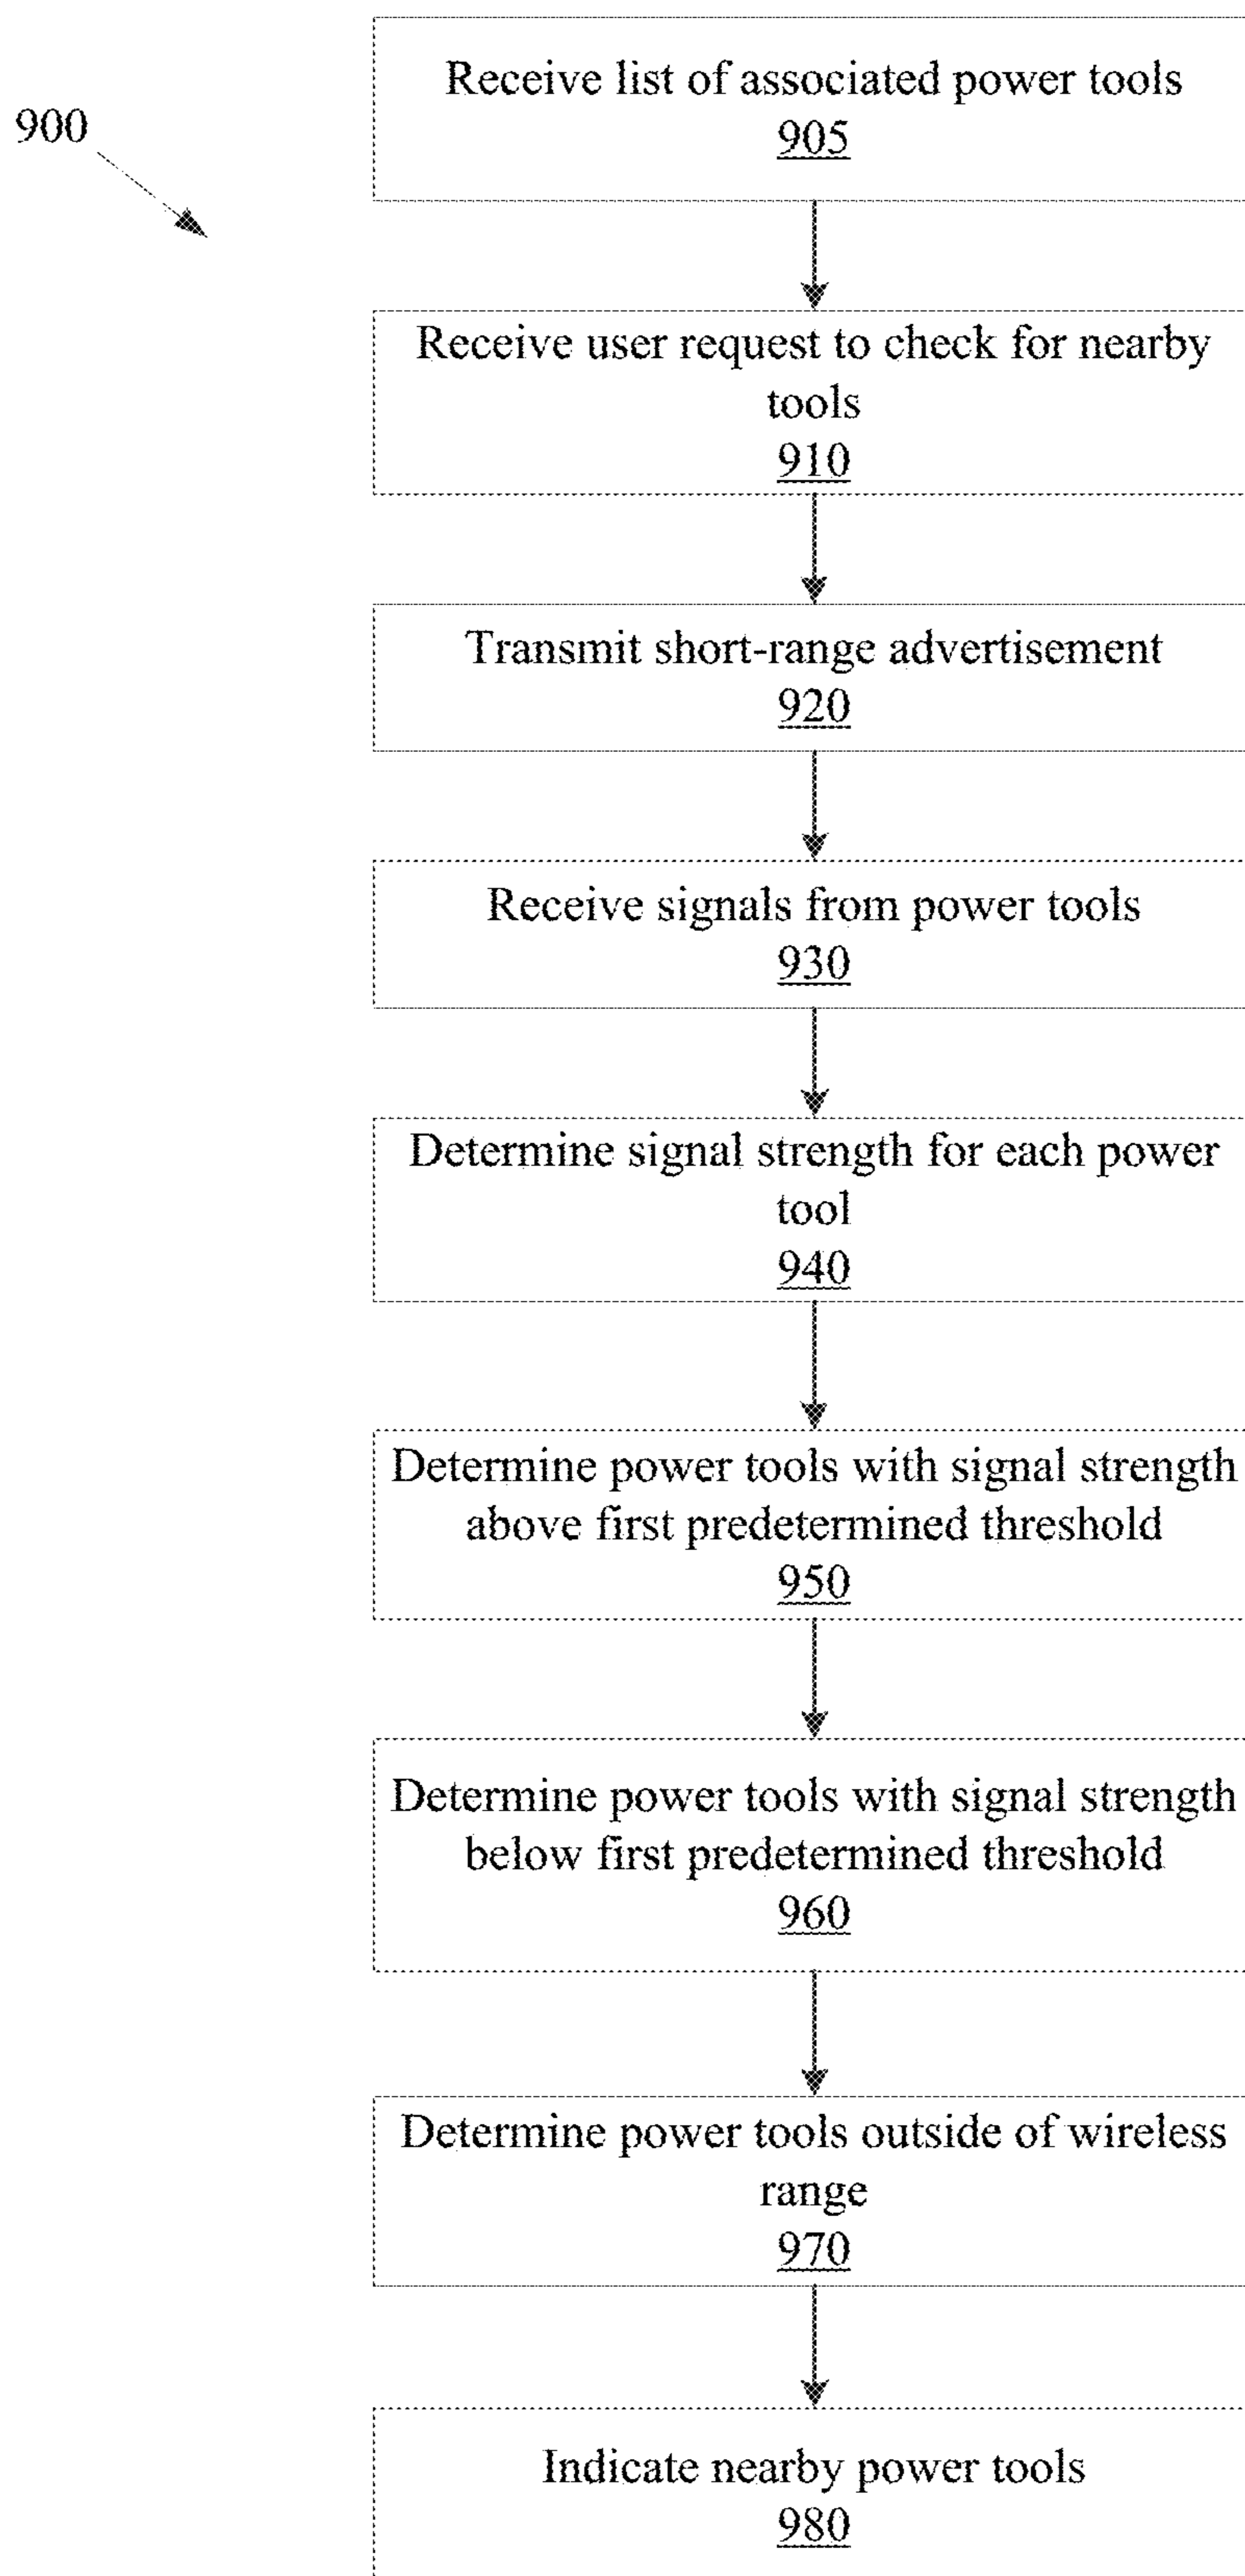 900
Receive list of associated power tools
905
Receive user request to check for nearby
tools
910
Transmit short-range advertisement
920
Receive signals from power tools
930
Determine signal strength for each power
tool
940
Determine power tools with signal strength
above first predetermined threshold
950
Determine power tools with signal strength
below first predetermined threshold
960
Determine power tools outside of wireless
range
970
Indicate nearby power tools
980